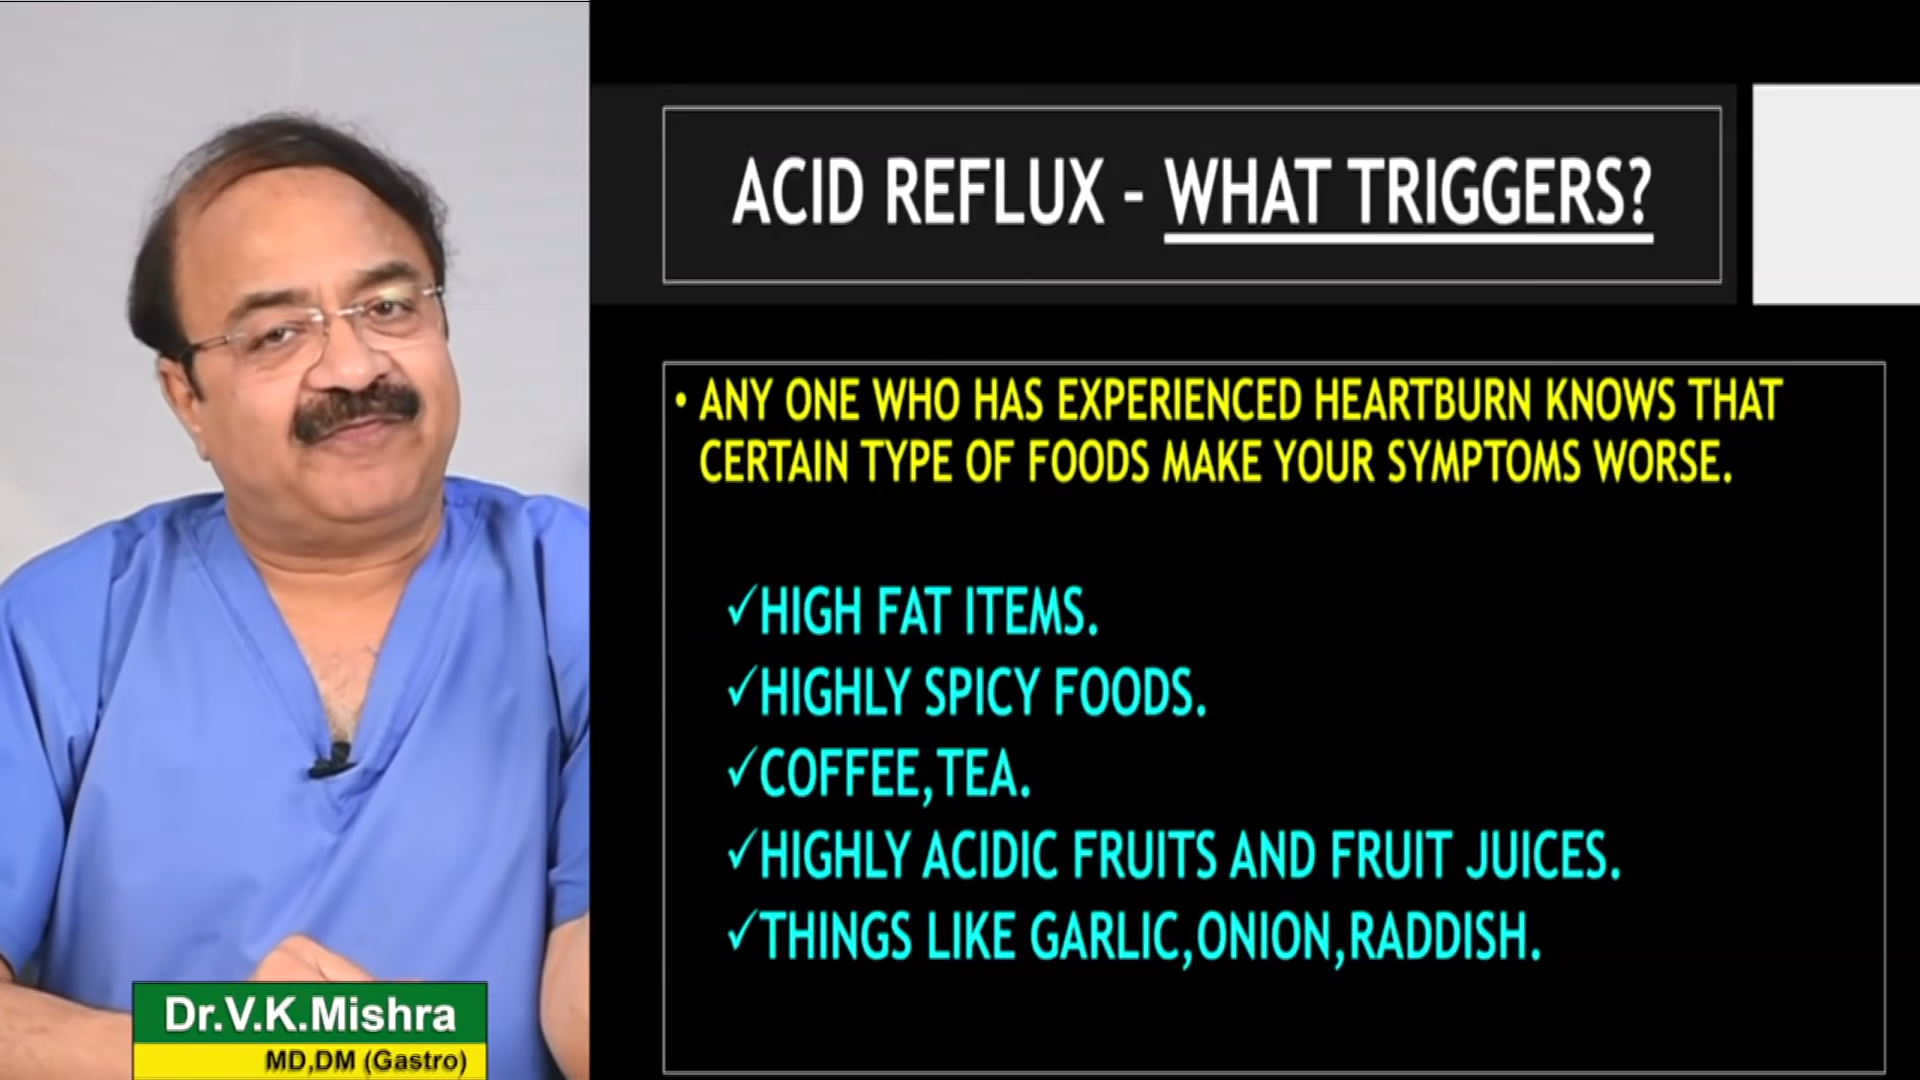 ACID REFLUX - WHAT TRIGGERS?
• ANY ONE WHO HAS EXPERIENCED HEARTBURN KNOWS THAT
CERTAIN TYPE OF FOODS MAKE YOUR SYMPTOMS WORSE.
✓HIGH FAT ITEMS.
✓HIGHLY SPICY FOODS.
✓COFFEE,TEA.
✓HIGHLY ACIDIC FRUITS AND FRUIT JUICES.
✓THINGS LIKE GARLIC,ONION,RADDISH.
Dr.V.K.Mishra
MD,DM (Gastro)